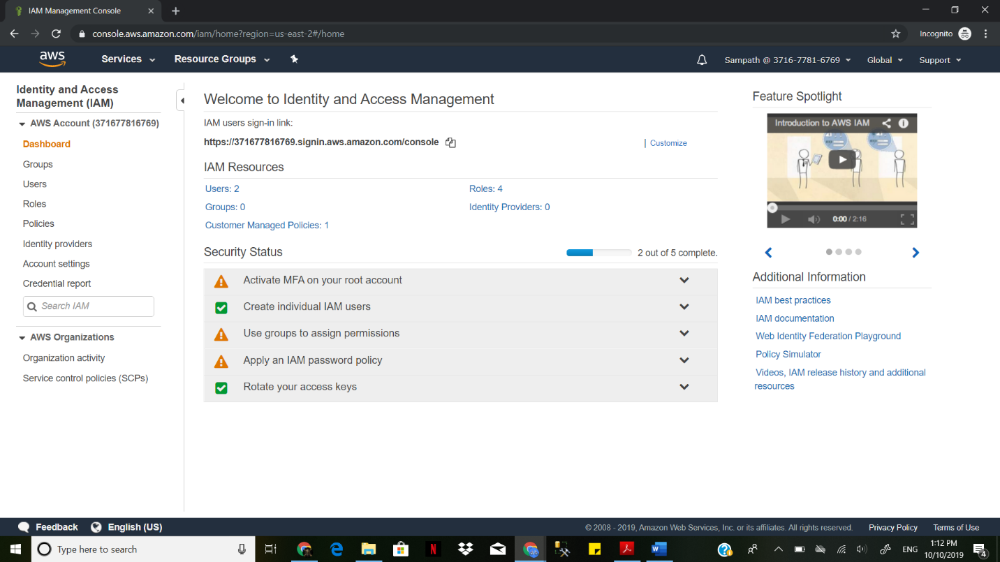 IAM Management Console
console.aws.amazon.com/iam/home?region=us-east-2#/home
Incognito
aws
Services
Resource Groups
Sampath @ 3716-7781-6769
Global
Support
Identity and Access
Management (IAM)
AWS Account (371677816769)
Dashboard
Groups
Users
Roles
Policies
Identity providers
Account settings
Credential report
Search IAM
AWS Organizations
Organization activity
Service control policies (SCPs)
Welcome to Identity and Access Management
IAM users sign-in link:
https://371677816769.signin.aws.amazon.com/console
| Customize
IAM Resources
Users: 2
Roles: 4
Groups: 0
Identity Providers: 0
Customer Managed Policies: 1
Security Status
2 out of 5 complete.
Activate MFA on your root account
Create individual IAM users
Use groups to assign permissions
Apply an IAM password policy
Rotate your access keys
Feature Spotlight
Introduction to AWS IAM
0:00 / 2:16
Additional Information
IAM best practices
IAM documentation
Web Identity Federation Playground
Policy Simulator
Videos, IAM release history and additional
resources
Feedback
English (US)
© 2008 - 2019, Amazon Web Services, Inc. or its affiliates. All rights reserved.
Privacy Policy
Terms of Use
Type here to search
ENG
1:12 PM
10/10/2019
4